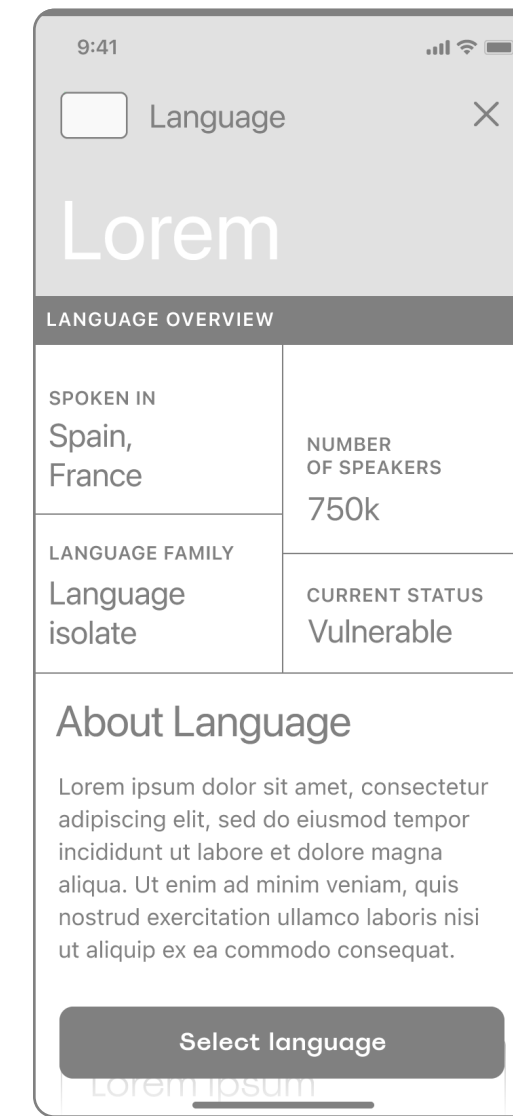 9:41
Language
Lorem
LANGUAGE OVERVIEW
SPOKEN IN
Spain,
France
NUMBER
OF SPEAKERS
750k
LANGUAGE FAMILY
Language
isolate
CURRENT STATUS
Vulnerable
About Language
Lorem ipsum dolor sit amet, consectetur
adipiscing elit, sed do eiusmod tempor
incididunt ut labore et dolore magna
aliqua. Ut enim ad minim veniam, quis
nostrud exercitation ullamco laboris nisi
ut aliquip ex ea commodo consequat.
Select language
Lorem ipsum